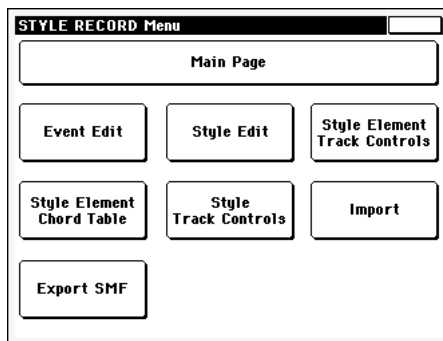 STYLE RECORD Menu
Main Page
Event Edit
Style Edit
Style Element
Track Controls
Style Element
Chord Table
Style
Track Controls
Import
Export SMF